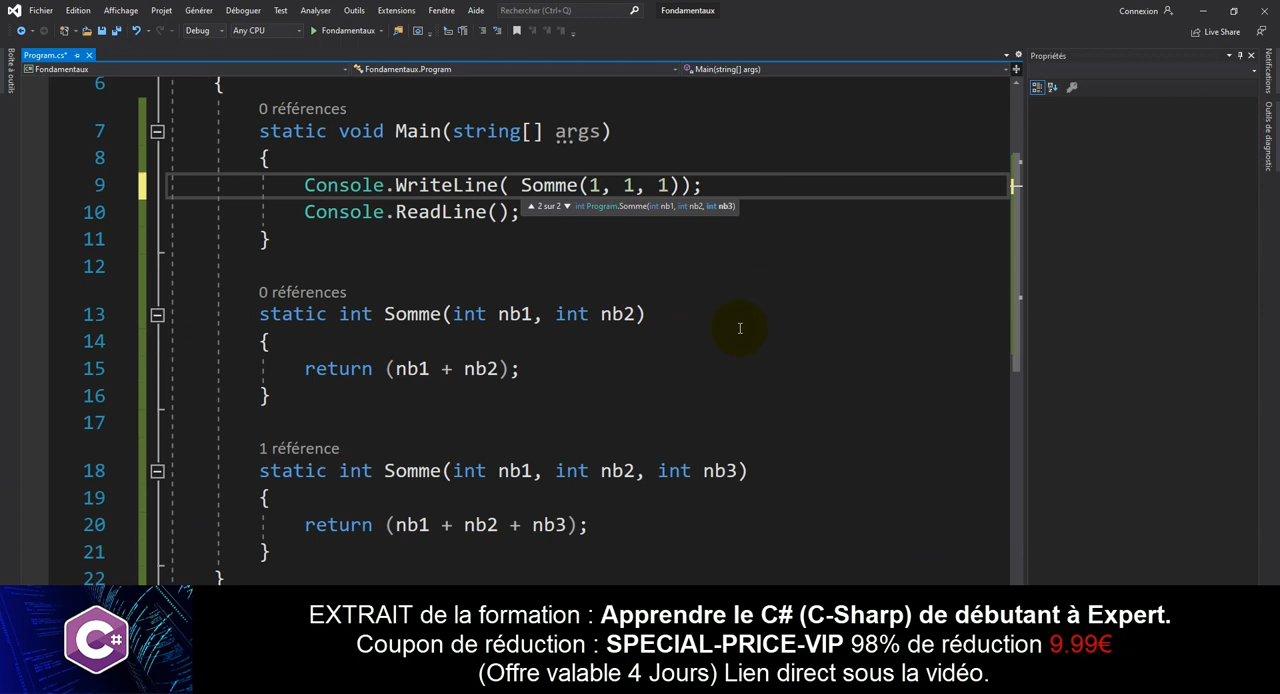 Fichier Edition Affichage Projet Générer Déboguer Test Analyser Outils Extensions Fenêtre Aide Rechercher (Ctrl+Q) Fondamentaux Connexion
Debug Any CPU Fondamentaux Live Share
Boîte à outils
Program.cs* Propriétés
Fondamentaux Fondamentaux.Program Main(string[] args)
Notifications
Outils de diagnostic
6 {
0 références
7 static void Main(string[] args)
8 {
9 Console.WriteLine( Somme(1, 1, 1));
▲ 2 sur 2 ▼ int Program.Somme(int nb1, int nb2, int nb3)
10 Console.ReadLine();
11 }
12
0 références
13 static int Somme(int nb1, int nb2)
14 {
15 return (nb1 + nb2);
16 }
17
1 référence
18 static int Somme(int nb1, int nb2, int nb3)
19 {
20 return (nb1 + nb2 + nb3);
21 }
22 }
C#
EXTRAIT de la formation : Apprendre le C# (C-Sharp) de débutant à Expert.
Coupon de réduction : SPECIAL-PRICE-VIP 98% de réduction 9.99€
(Offre valable 4 Jours) Lien direct sous la vidéo.